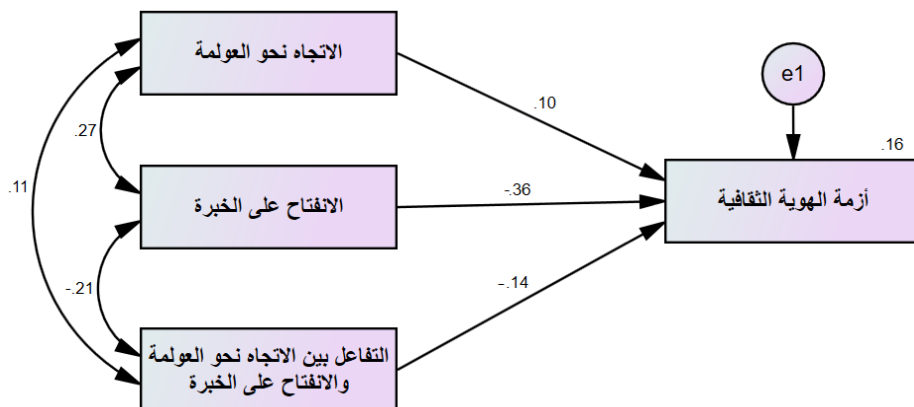 الاتجاه نحو العولمة
e1
.10
.27
.16
.11
الانفتاح على الخبرة
-.36
أزمة الهوية الثقافية
-.21
-.14
التفاعل بين الاتجاه نحو العولمة
والانفتاح على الخبرة